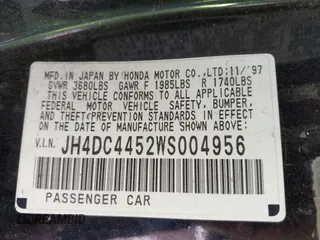 MFD.IN JAPAN BY HONDA MOTOR CO.,LTD:11/'97
GVWR 3680LBS GAWR F 1985LBS R 1740LBS
THIS VEHICLE CONFORMS TO ALL APPLICABLE
FEDERAL MOTOR VEHICLE SAFETY, BUMPER,
AND THEFT PREVENTION STANDARDS IN EFFECT
ON THE DATE OF MANUFACTURE SHOWN ABOVE.
V.I.N. JH4DC4452WS004956
PASSENGER CAR